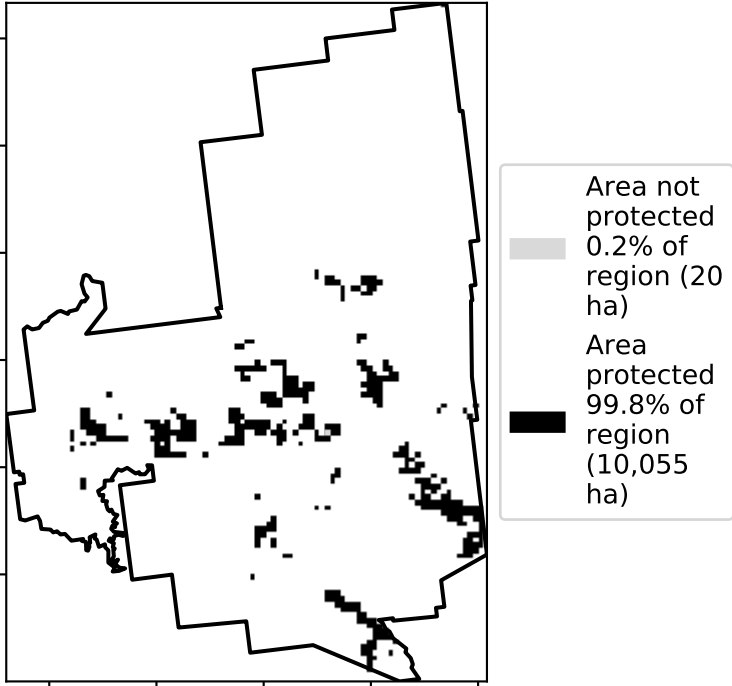 Area not
protected
0.2% of
region (20
ha)
Area
protected
99.8% of
region
(10,055
ha)